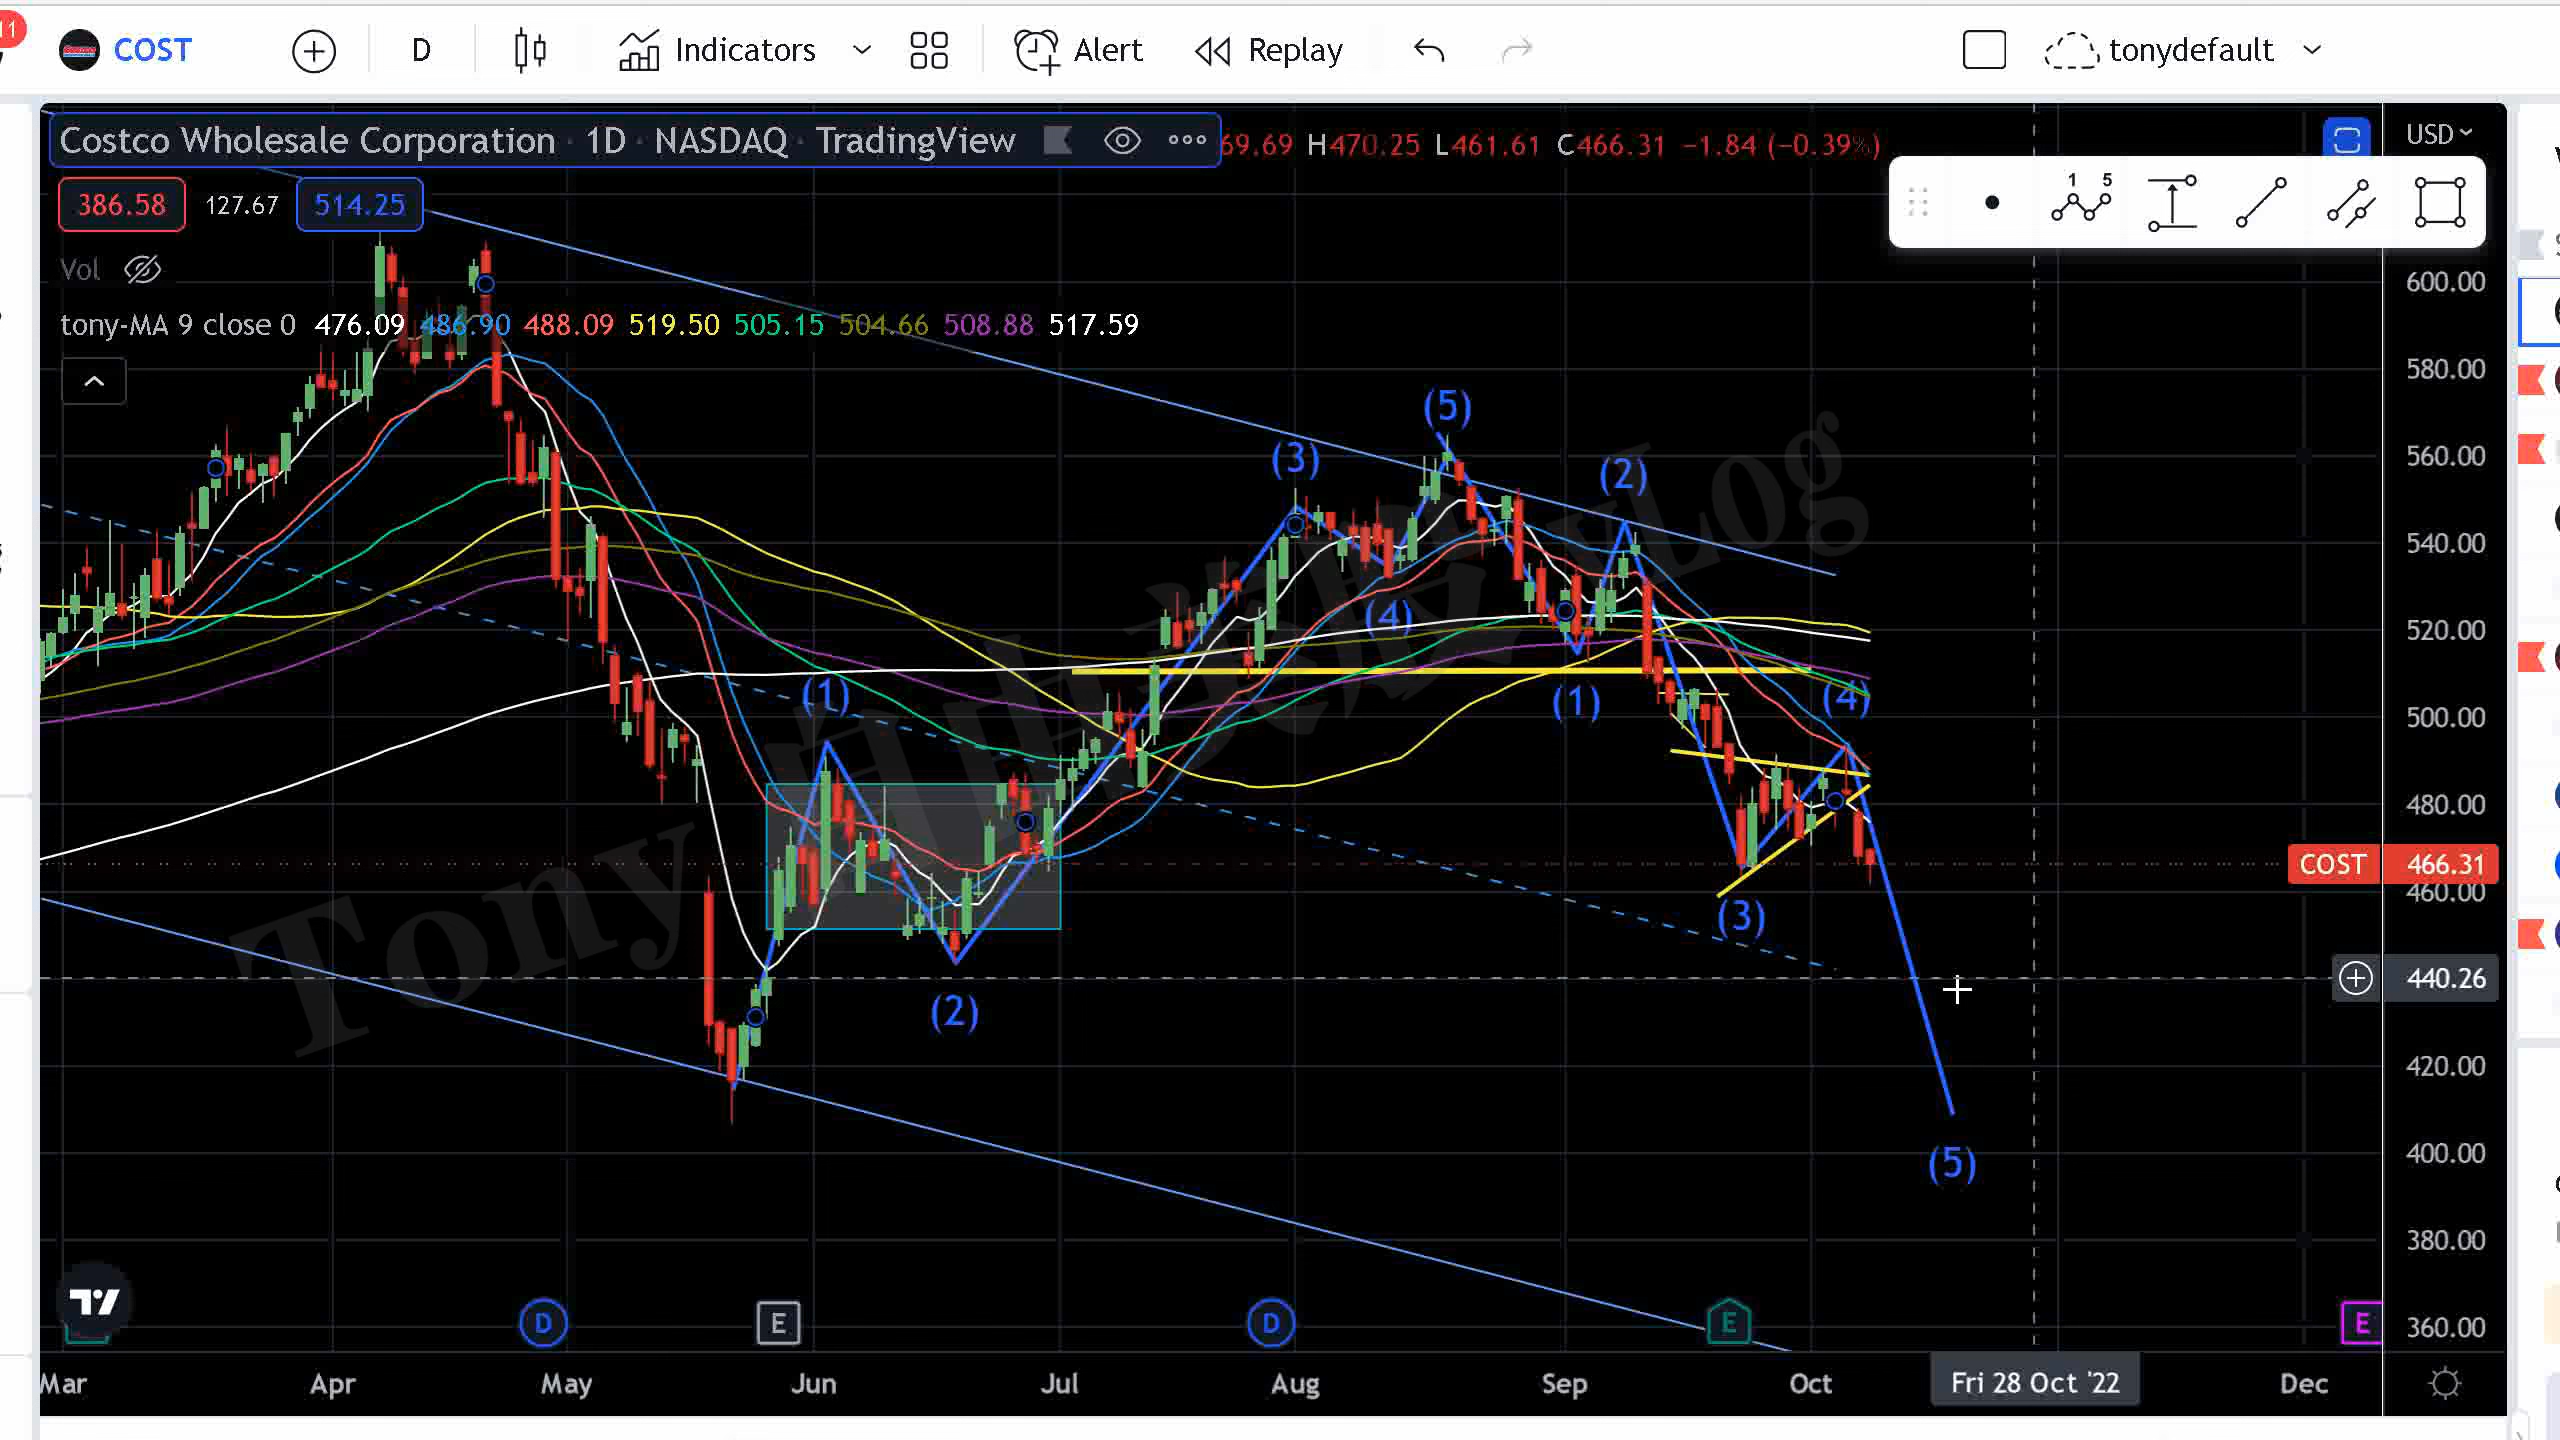 11
COST
D
Indicators
Alert
Replay
tonydefault
Costco Wholesale Corporation · 1D · NASDAQ · TradingView
69.69 H470.25 L461.61 C466.31 −1.84 (−0.39%)
USD
386.58 127.67 514.25
1 5
Vol
tony-MA 9 close 0 476.09 486.90 488.09 519.50 505.15 504.66 508.88 517.59
600.00
580.00
560.00
540.00
520.00
500.00
480.00
COST 466.31
460.00
440.26
420.00
400.00
380.00
360.00
(5)
(3)
(2)
(4)
(1)
(1)
(4)
(3)
(2)
(5)
D
E
D
E
E
Mar
Apr
May
Jun
Jul
Aug
Sep
Oct
Fri 28 Oct '22
Dec